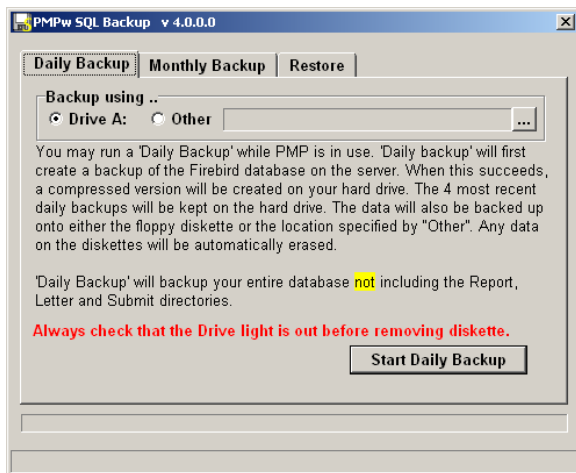 PMPw SQL Backup v 4.0.0.0
Daily Backup Monthly Backup Restore
Backup using ..
Drive A: Other ...
You may run a 'Daily Backup' while PMP is in use. 'Daily backup' will first
create a backup of the Firebird database on the server. When this succeeds,
a compressed version will be created on your hard drive. The 4 most recent
daily backups will be kept on the hard drive. The data will also be backed up
onto either the floppy diskette or the location specified by "Other". Any data
on the diskettes will be automatically erased.
'Daily Backup' will backup your entire database not including the Report,
Letter and Submit directories.
Always check that the Drive light is out before removing diskette.
Start Daily Backup